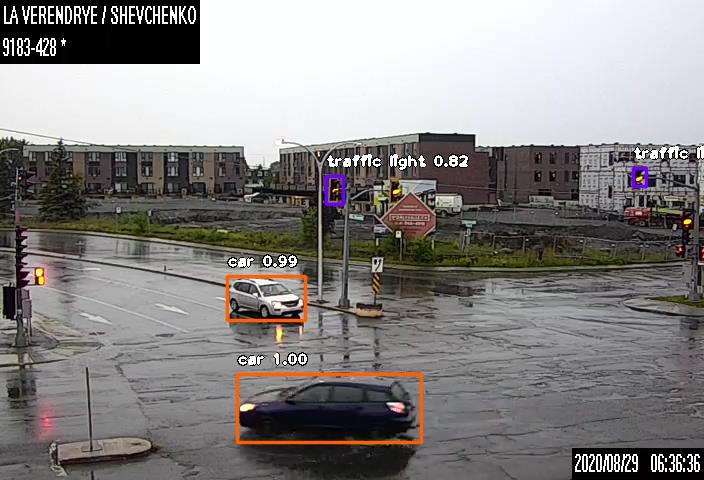 LA VERENDRYE / SHEVCHENKO
9183-428 *
traffic light 0.82
traffic li
car 0.99
car 1.00
2020/08/29 06:36:36